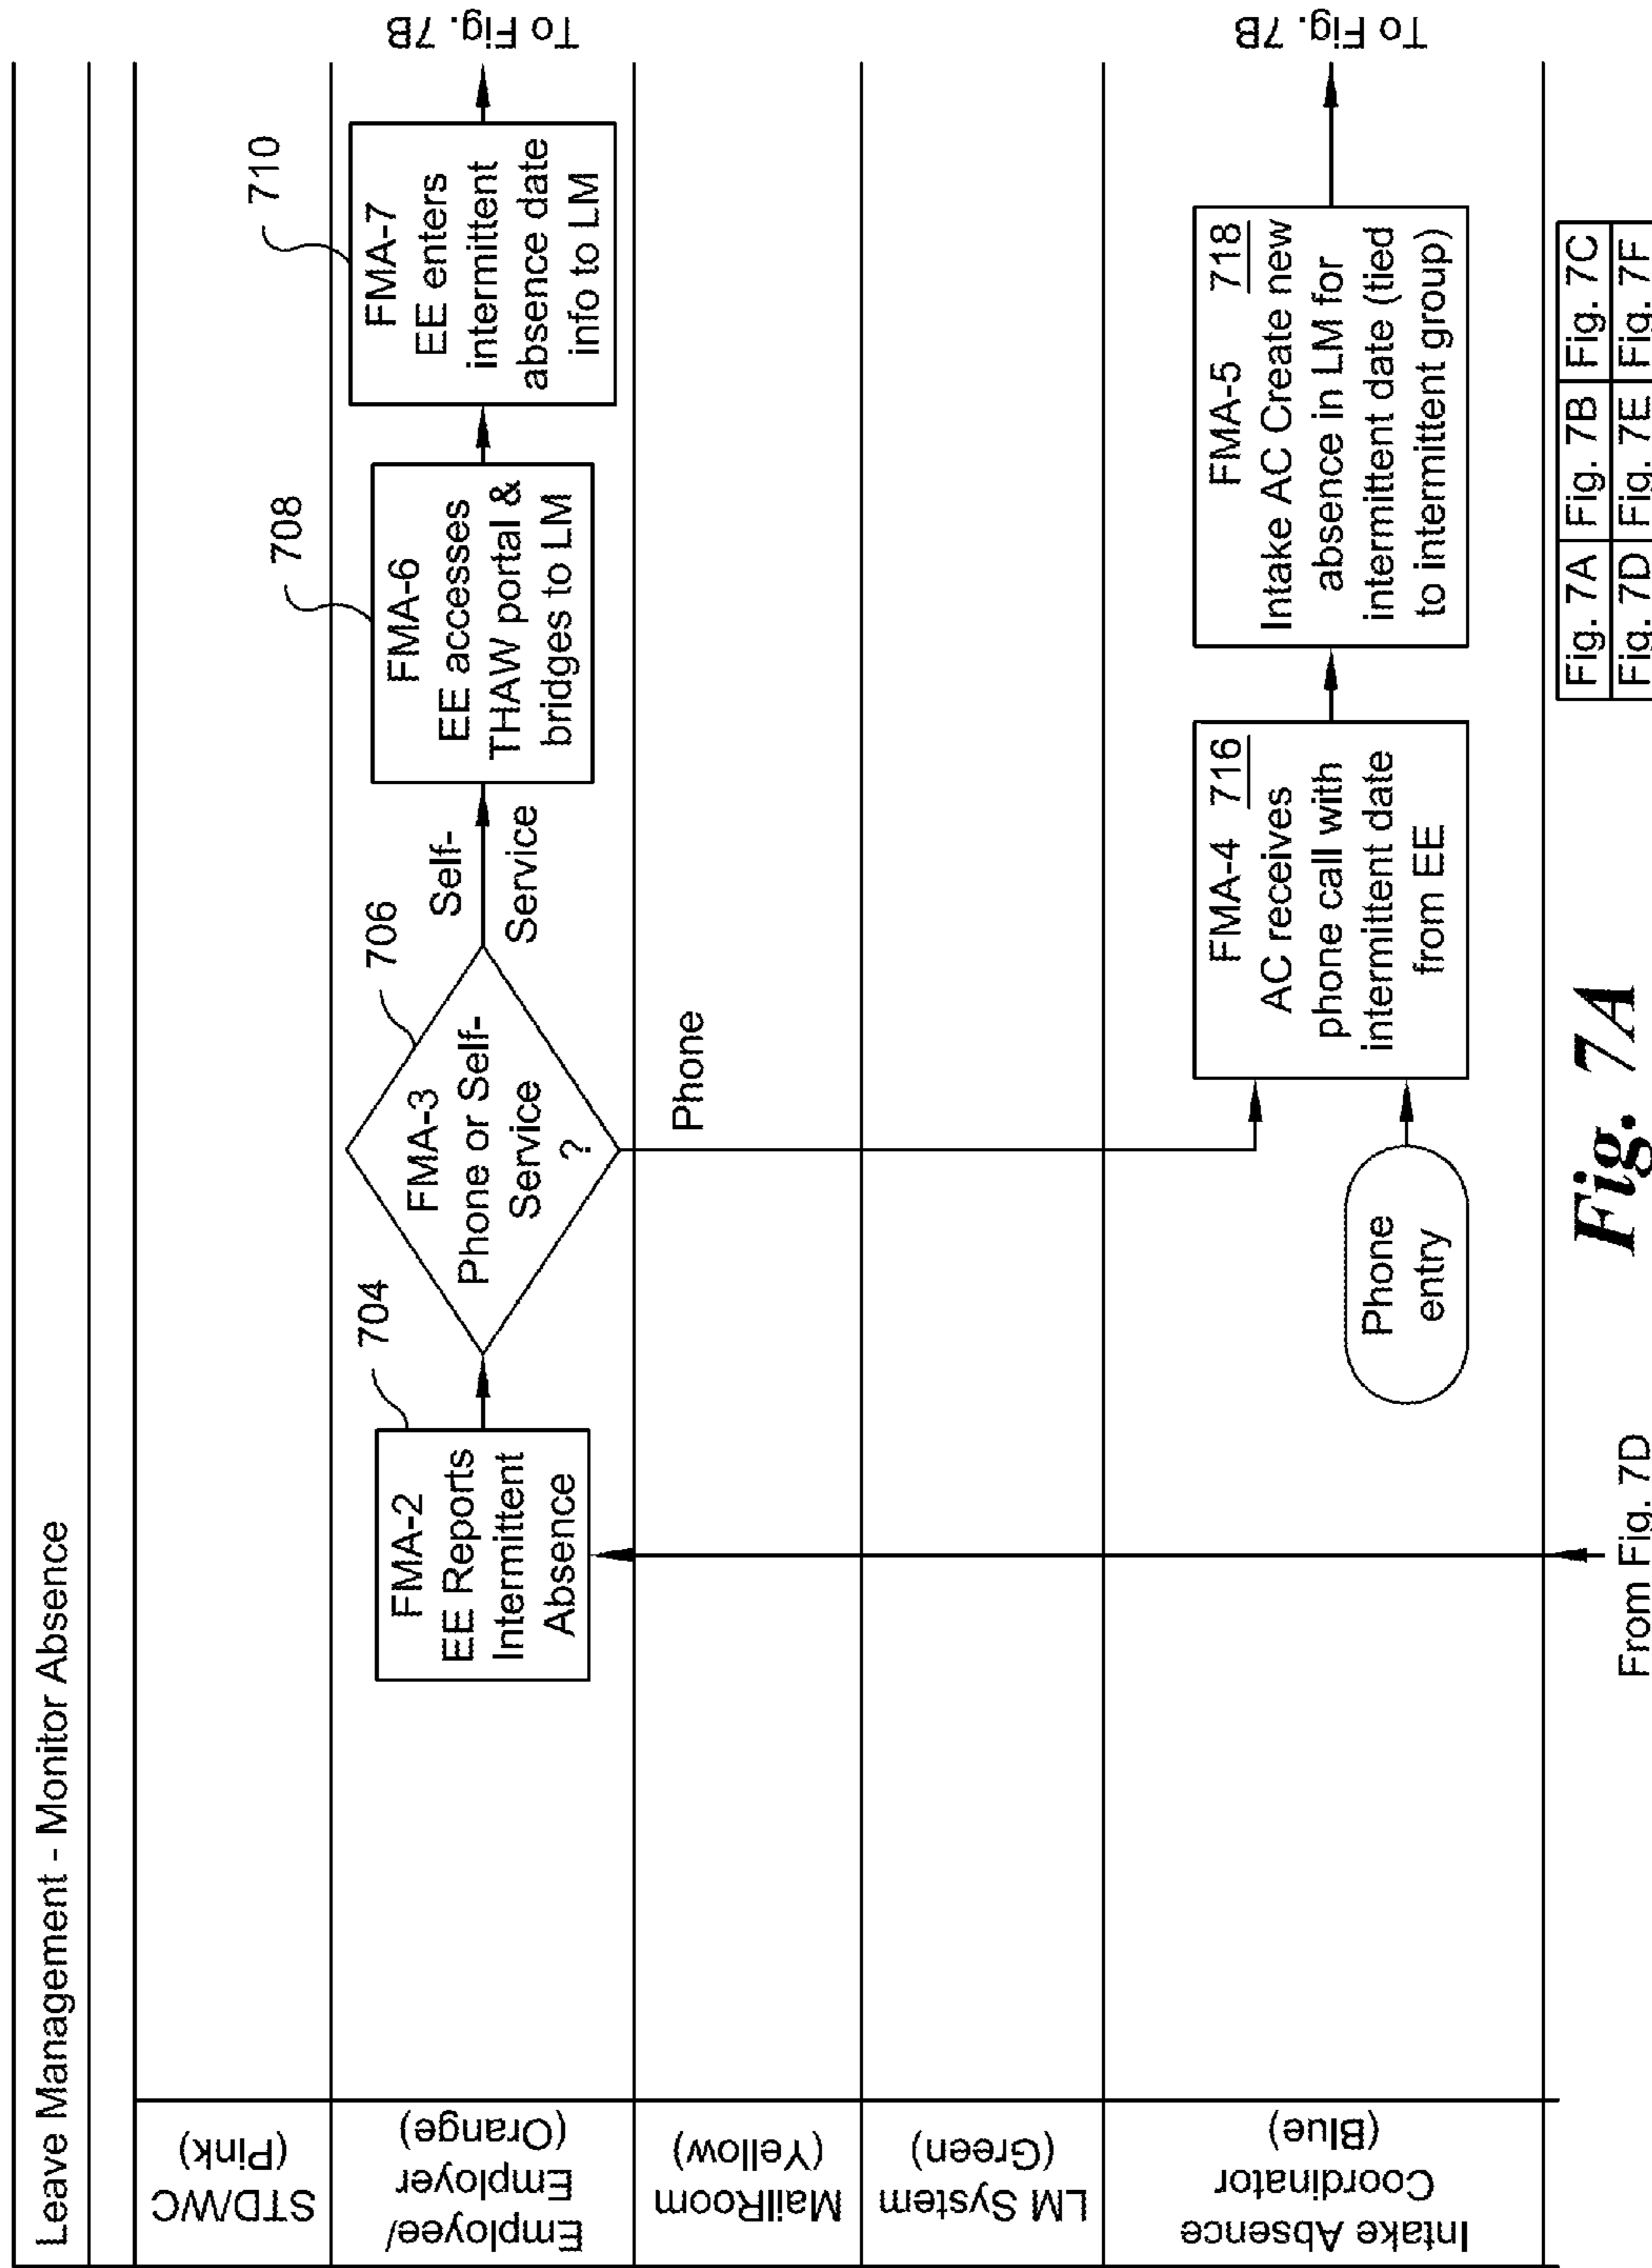 Leave Management - Monitor Absence
STD/WC
(Pink)
Employee/
Employer
(Orange)
MailRoom
(Yellow)
LM System
(Green)
Intake Absence
Coordinator
(Blue)
704
FMA-2
EE Reports
Intermittent
Absence
706
FMA-3
Phone or Self-
Service
?
Self-
Service
Phone
708
FMA-6
EE accesses
THAW portal &
bridges to LM
710
FMA-7
EE enters
intermittent
absence date
info to LM
To Fig. 7B
Phone
entry
FMA-4 716
AC receives
phone call with
intermittent date
from EE
FMA-5 718
Intake AC Create new
absence in LM for
intermittent date (tied
to intermittent group)
To Fig. 7B
From Fig. 7D
Fig. 7A
Fig. 7A Fig. 7B Fig. 7C
Fig. 7D Fig. 7E Fig. 7F